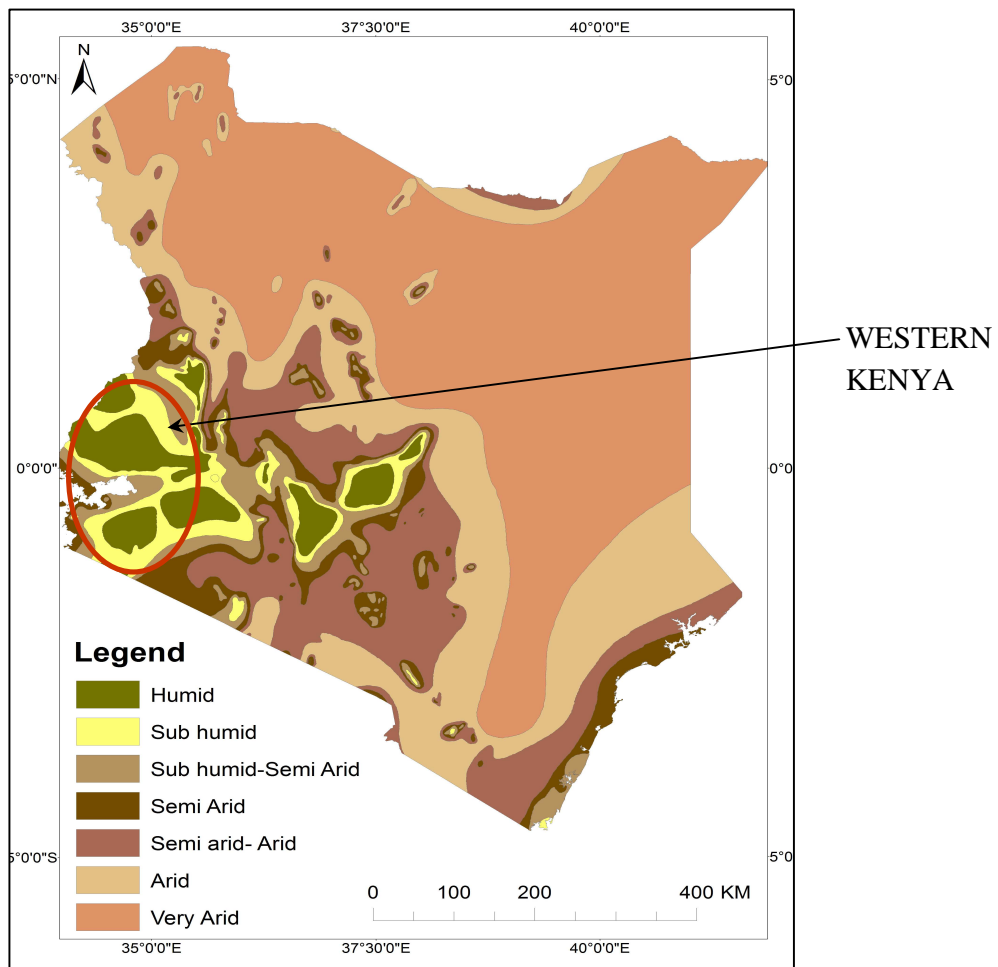 35°0'0"E 37°30'0"E 40°0'0"E
N
5°0'0"N 5°0
WESTERN
KENYA
0°0'0" 0°0
Legend
Humid
Sub humid
Sub humid-Semi Arid
Semi Arid
Semi arid- Arid
Arid
Very Arid
5°0'0"S 5°0
0 100 200 400 KM
35°0'0"E 37°30'0"E 40°0'0"E